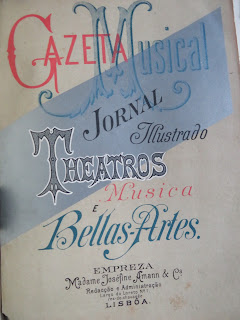 GAZETA Musical
JORNAL
Illustrado
THEATROS
Musica
E
Bellas-Artes.
EMPREZA
Madame Josefine Amann & Cª
Redacção e Administração
LISBOA.